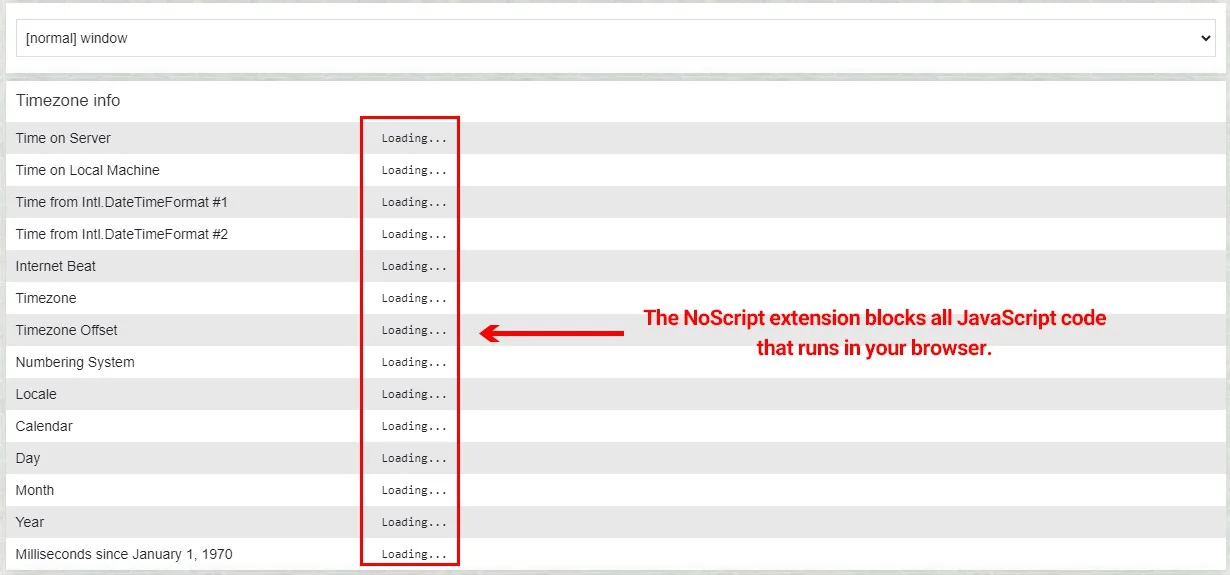 [normal] window
Timezone info
Time on Server Loading...
Time on Local Machine Loading...
Time from Intl.DateTimeFormat #1 Loading...
Time from Intl.DateTimeFormat #2 Loading...
Internet Beat Loading...
Timezone Loading...
Timezone Offset Loading...
Numbering System Loading...
Locale Loading...
Calendar Loading...
Day Loading...
Month Loading...
Year Loading...
Milliseconds since January 1, 1970 Loading...
The NoScript extension blocks all JavaScript code
that runs in your browser.